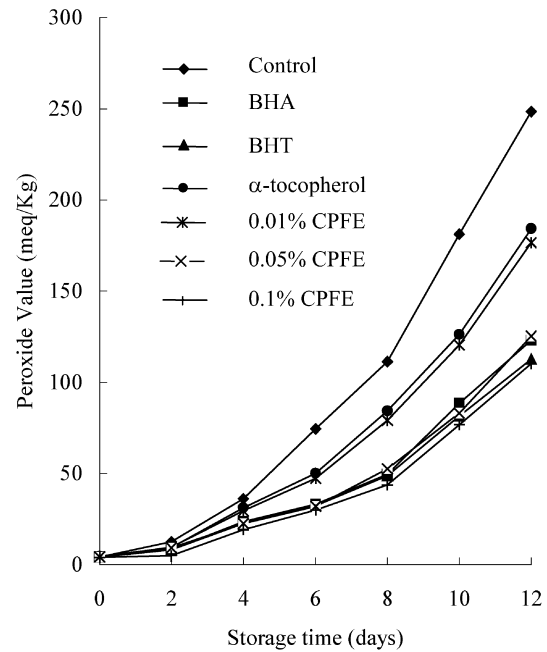 300
250
200
150
100
50
0
Peroxide Value (meq/Kg)
Control
BHA
BHT
α-tocopherol
0.01% CPFE
0.05% CPFE
0.1% CPFE
0 2 4 6 8 10 12
Storage time (days)